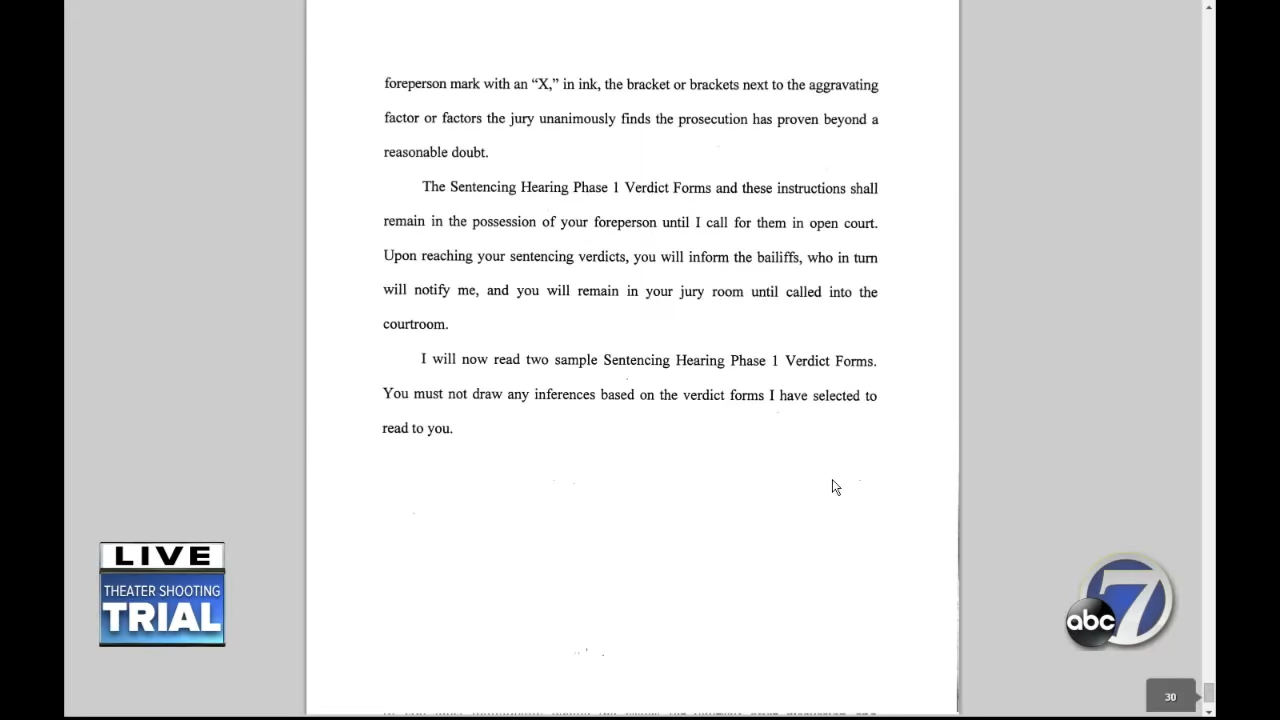 foreperson mark with an “X,” in ink, the bracket or brackets next to the aggravating
factor or factors the jury unanimously finds the prosecution has proven beyond a
reasonable doubt.
The Sentencing Hearing Phase 1 Verdict Forms and these instructions shall
remain in the possession of your foreperson until I call for them in open court.
Upon reaching your sentencing verdicts, you will inform the bailiffs, who in turn
will notify me, and you will remain in your jury room until called into the
courtroom.
I will now read two sample Sentencing Hearing Phase 1 Verdict Forms.
You must not draw any inferences based on the verdict forms I have selected to
read to you.
LIVE
THEATER SHOOTING
TRIAL
abc 7
30